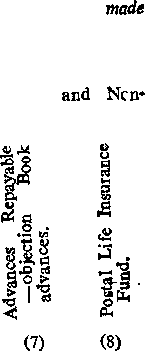 made
and Ncn-
Advances Repayable
—objection Book
advances.
Postal Life Insurance
Fund.
(7) (8)